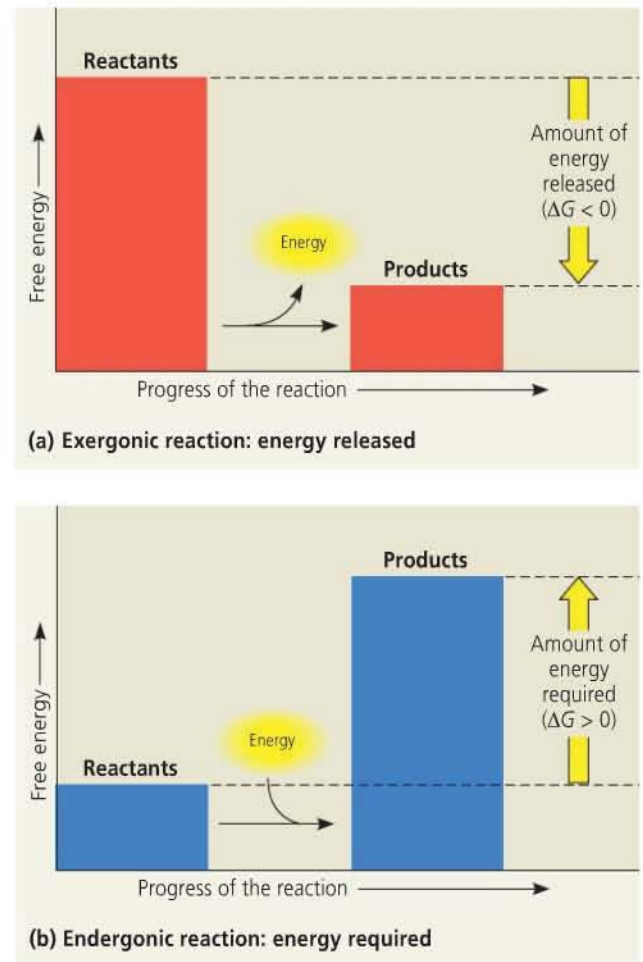 Reactants
Free energy
Energy
Products
Amount of
energy
released
(ΔG < 0)
Progress of the reaction
(a) Exergonic reaction: energy released
Products
Free energy
Energy
Reactants
Amount of
energy
required
(ΔG > 0)
Progress of the reaction
(b) Endergonic reaction: energy required